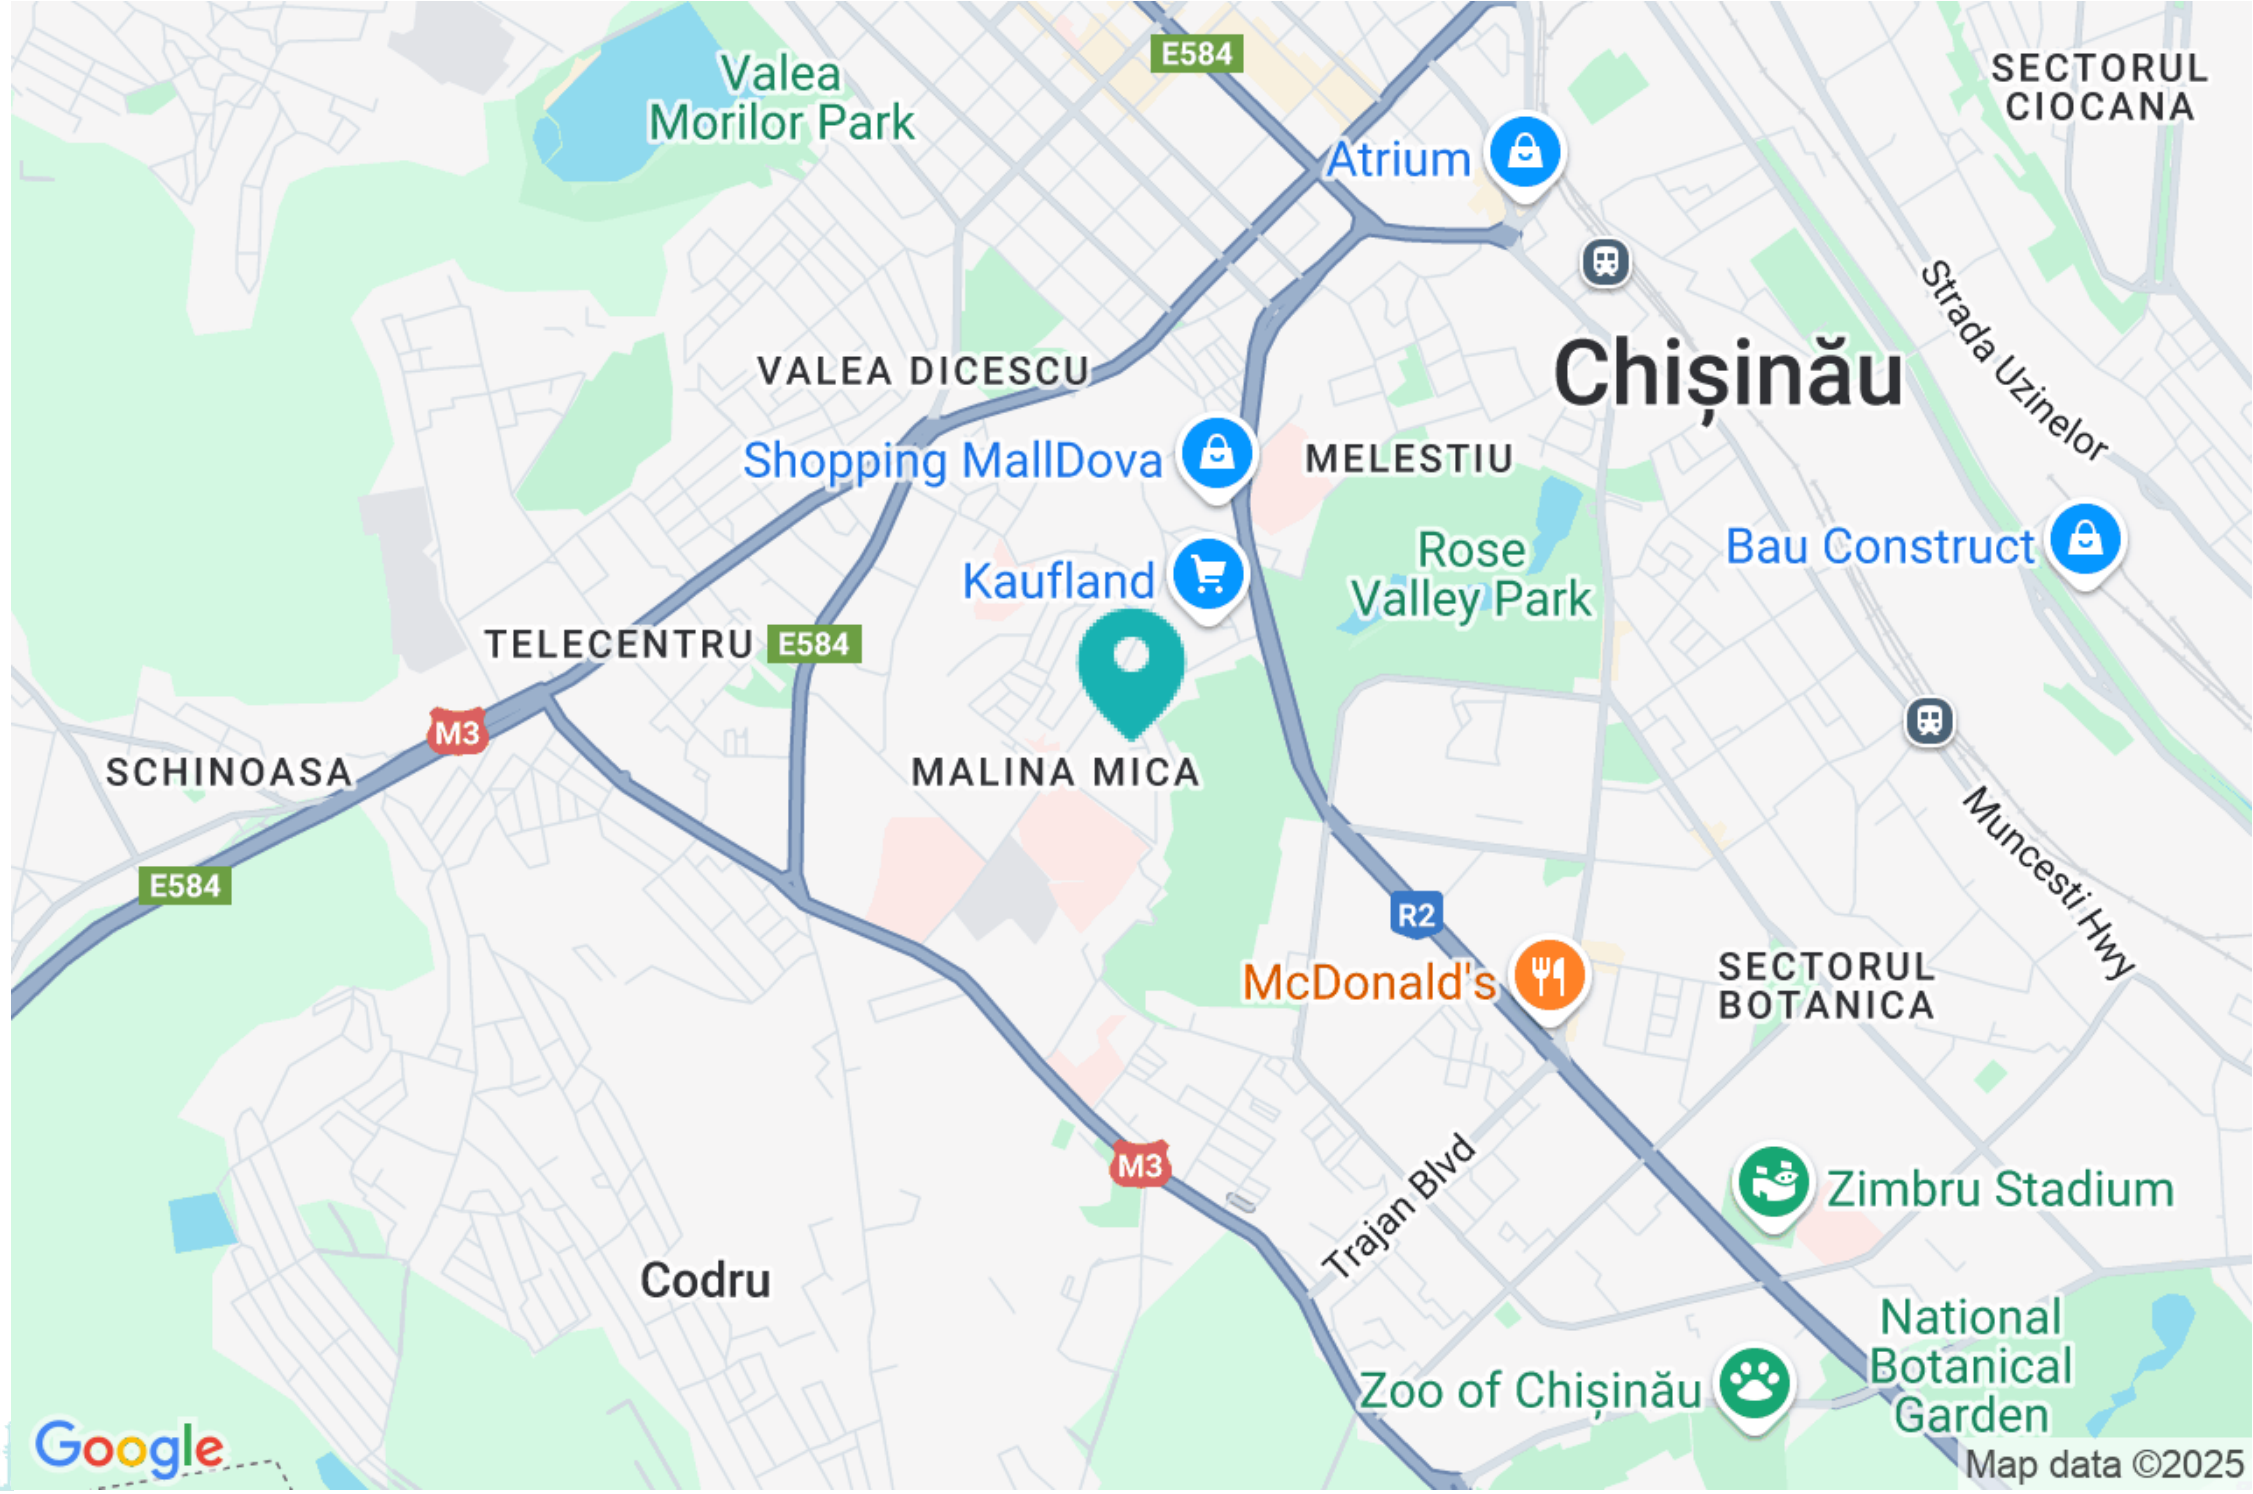 E584
Valea
Morilor Park
SECTORUL
CIOCANA
Atrium
Strada Uzinelor
VALEA DICESCU
Chișinău
Shopping MallDova
MELESTIU
Rose
Valley Park
Bau Construct
Kaufland
TELECENTRU
E584
M3
SCHINOASA
MALINA MICA
E584
R2
Muncesti Hwy
McDonald's
SECTORUL
BOTANICA
M3
Trajan Blvd
Zimbru Stadium
Codru
National
Botanical
Garden
Zoo of Chișinău
Google
Map data ©2025